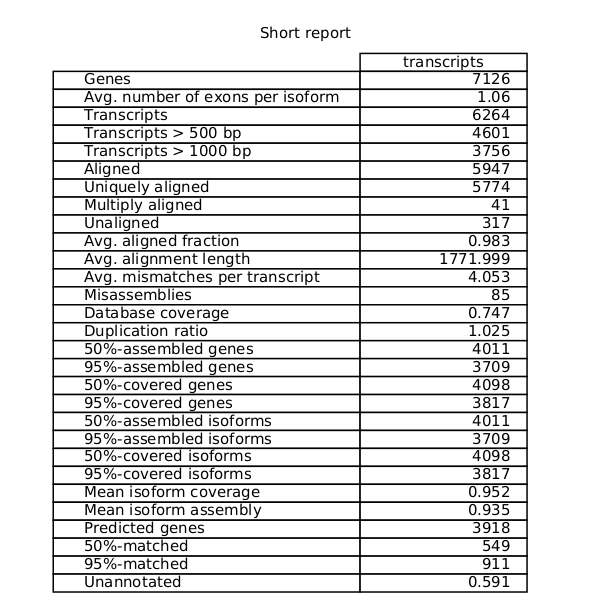 Short report
transcripts
Genes 7126
Avg. number of exons per isoform 1.06
Transcripts 6264
Transcripts > 500 bp 4601
Transcripts > 1000 bp 3756
Aligned 5947
Uniquely aligned 5774
Multiply aligned 41
Unaligned 317
Avg. aligned fraction 0.983
Avg. alignment length 1771.999
Avg. mismatches per transcript 4.053
Misassemblies 85
Database coverage 0.747
Duplication ratio 1.025
50%-assembled genes 4011
95%-assembled genes 3709
50%-covered genes 4098
95%-covered genes 3817
50%-assembled isoforms 4011
95%-assembled isoforms 3709
50%-covered isoforms 4098
95%-covered isoforms 3817
Mean isoform coverage 0.952
Mean isoform assembly 0.935
Predicted genes 3918
50%-matched 549
95%-matched 911
Unannotated 0.591